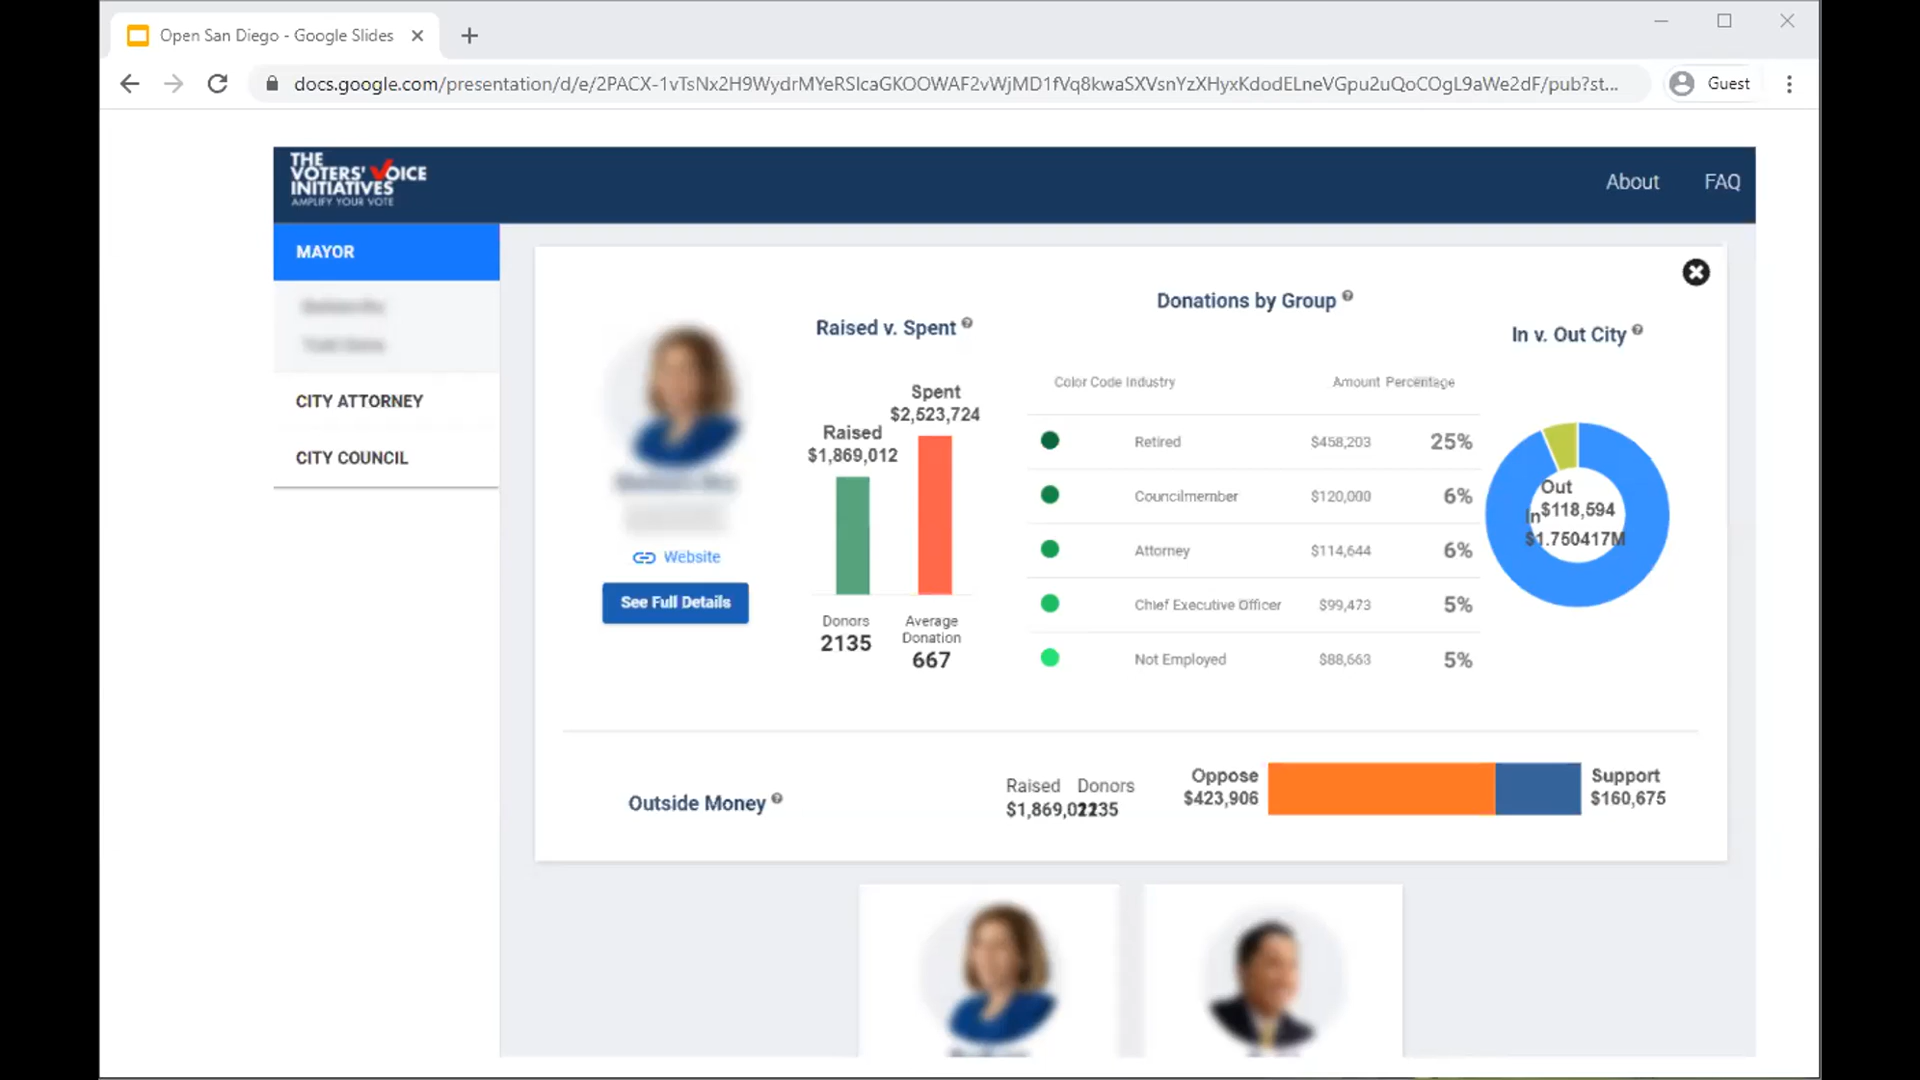 Open San Diego - Google Slides
docs.google.com/presentation/d/e/2PACX-1vTsNx2H9WydrMYeRSlcaGKOOWAF2vWjMD1fVq8kwaSXVsnYzXHyxKdodELneVGpu2uQoCOgL9aWe2dF/pub?st...
Guest
THE
VOTERS' VOICE
INITIATIVES
AMPLIFY YOUR VOTE
About
FAQ
MAYOR
CITY ATTORNEY
CITY COUNCIL
Website
See Full Details
Raised v. Spent
Spent
$2,523,724
Raised
$1,869,012
Donors
2135
Average
Donation
667
Donations by Group
Color Code Industry Amount Percentage
Retired $458,203 25%
Councilmember $120,000 6%
Attorney $114,644 6%
Chief Executive Officer $99,473 5%
Not Employed $88,663 5%
In v. Out City
Out
$118,594
In
$1.750417M
Outside Money
Raised Donors
Oppose
$423,906
Support
$160,675